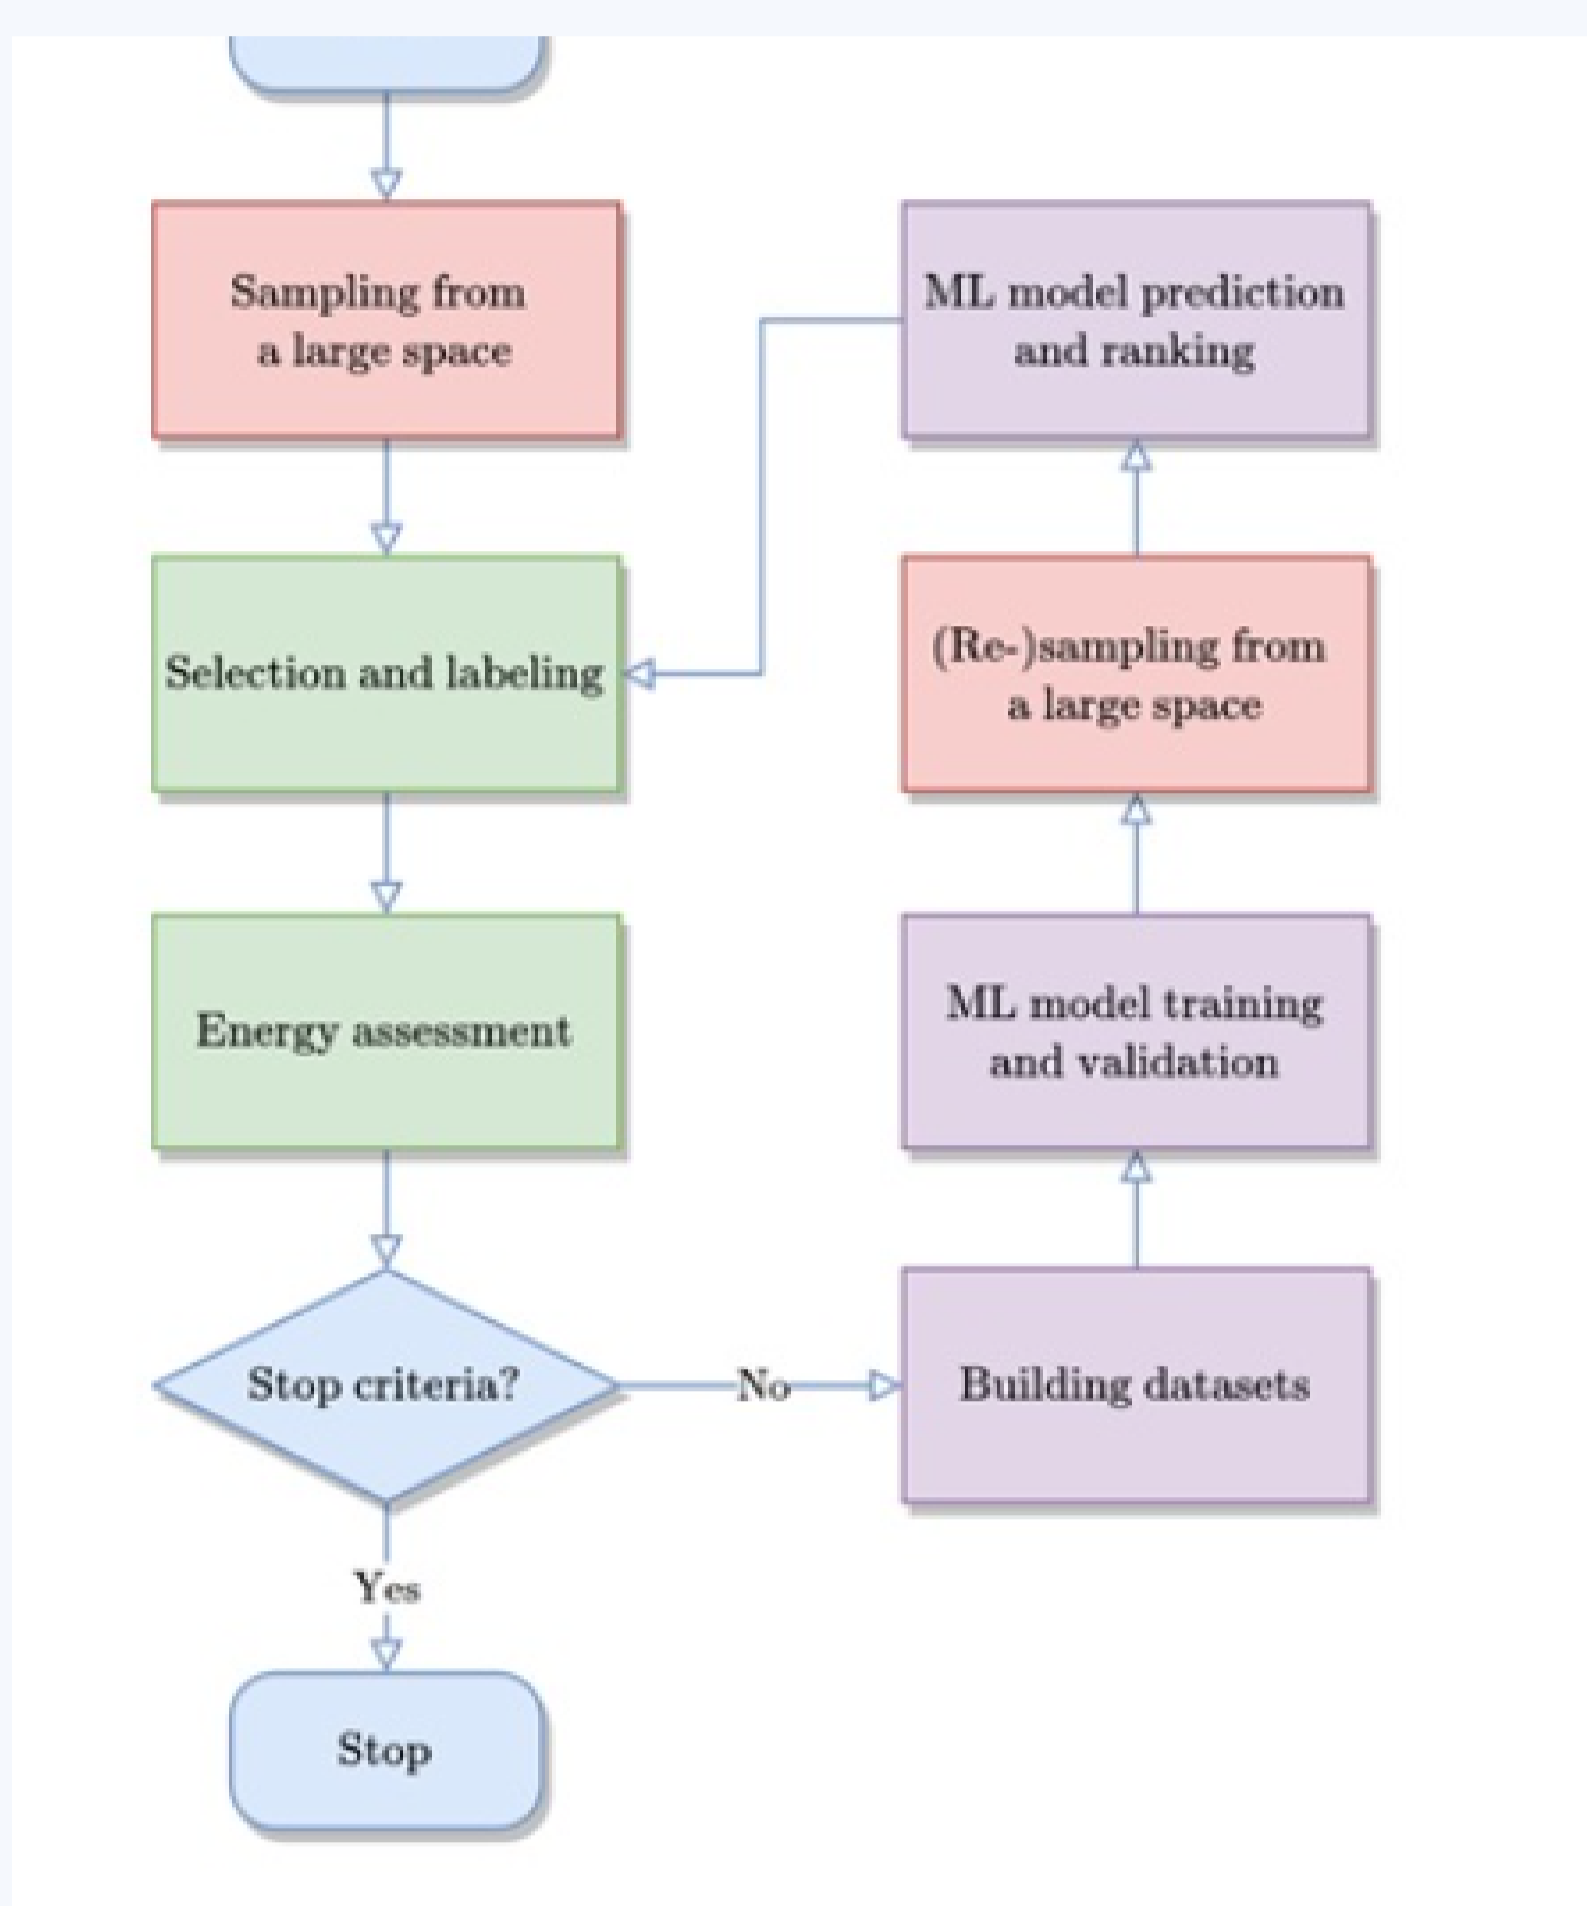 Sampling from
a large space
Selection and labeling
Energy assessment
Stop criteria?
Yes
Stop
No
Building datasets
ML model training
and validation
(Re-)sampling from
a large space
ML model prediction
and ranking